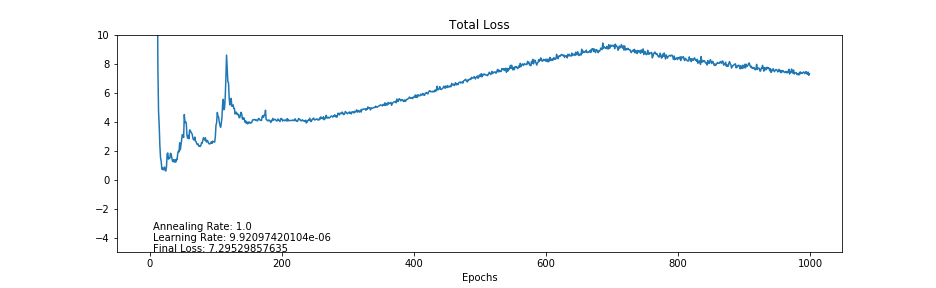 Total Loss
10
8
6
4
2
0
−2
−4
Annealing Rate: 1.0
Learning Rate: 9.92097420104e-06
Final Loss: 7.29529857635
0 200 400 600 800 1000
Epochs